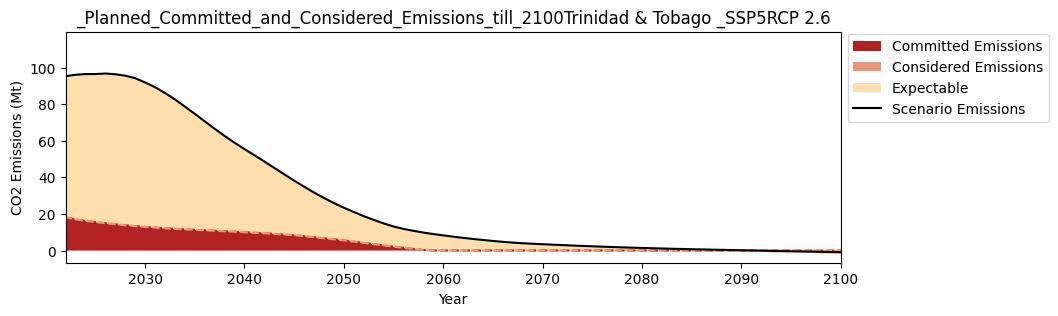 _Planned_Committed_and_Considered_Emissions_till_2100Trinidad & Tobago _SSP5RCP 2.6
Committed Emissions
Considered Emissions
Expectable
Scenario Emissions
CO2 Emissions (Mt)
100
80
60
40
20
0
2030 2040 2050 2060 2070 2080 2090 2100
Year